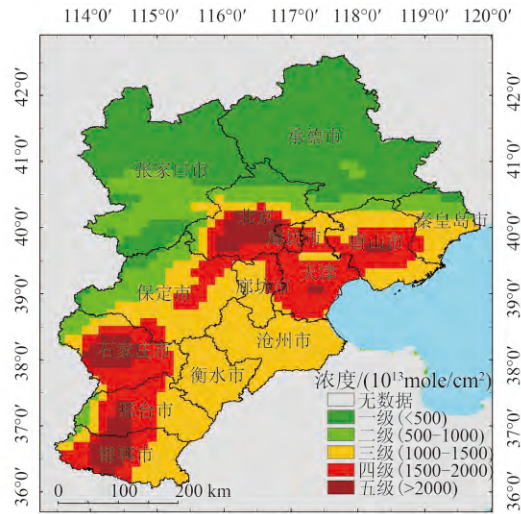 114°0' 115°0' 116°0' 117°0' 118°0' 119°0' 120°0'
42°0'
41°0'
40°0'
39°0'
38°0'
37°0'
36°0'
42°0'
41°0'
40°0'
39°0'
38°0'
37°0'
36°0'
承德市
张家口市
秦皇岛市
北京
廊坊市
唐山市
天津
保定市
廊坊
沧州市
石家庄市
衡水市
邢台市
邯郸市
浓度/(10¹³mole/cm²)
无数据
二级(<500)
二级(500-1000)
三级(1000-1500)
四级(1500-2000)
五级(>2000)
0 100 200 km